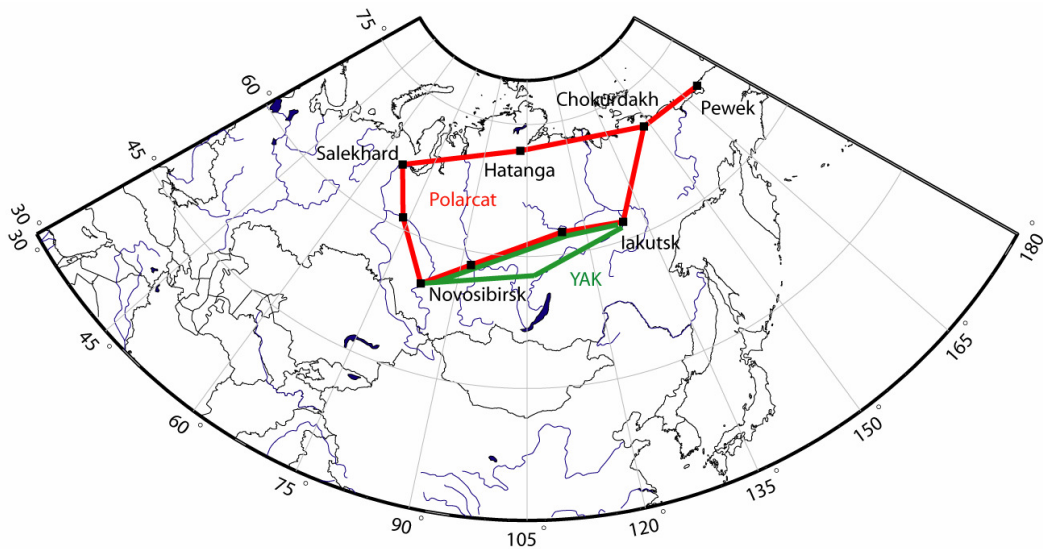 75°
60°
45°
30°
30°
45°
60°
75°
90°
105°
120°
135°
150°
165°
180°
Chokurdakh
Pewek
Salekhard
Hatanga
Polarcat
Iakutsk
YAK
Novosibirsk